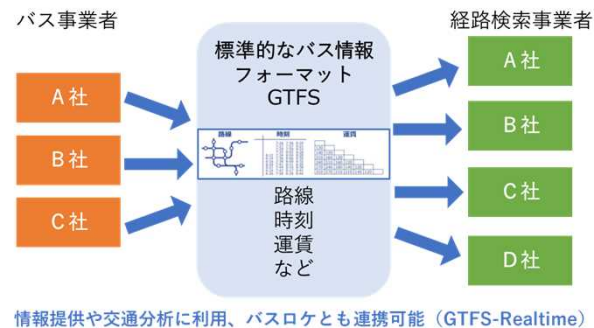 バス事業者
経路検索事業者
A社
B社
C社
標準的なバス情報
フォーマット
GTFS
路線
時刻
運賃
路線
時刻
運賃
など
A社
B社
C社
D社
情報提供や交通分析に利用、バスロケとも連携可能（GTFS-Realtime）